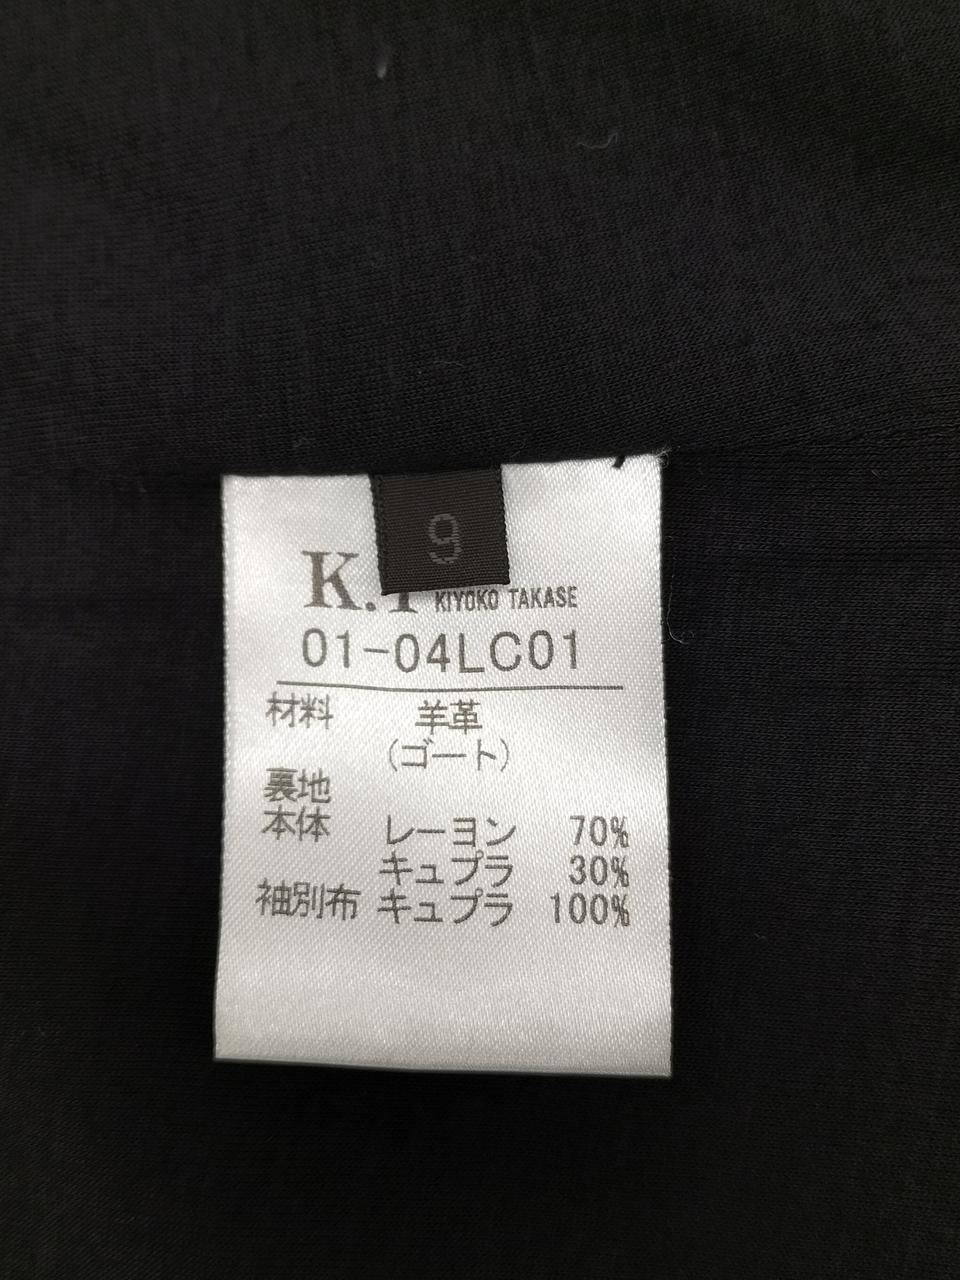 9
K.T KIYOKO TAKASE
01-04LC01
材料 羊革
(ゴート)
裏地
本体 レーヨン 70%
キュプラ 30%
袖別布 キュプラ 100%